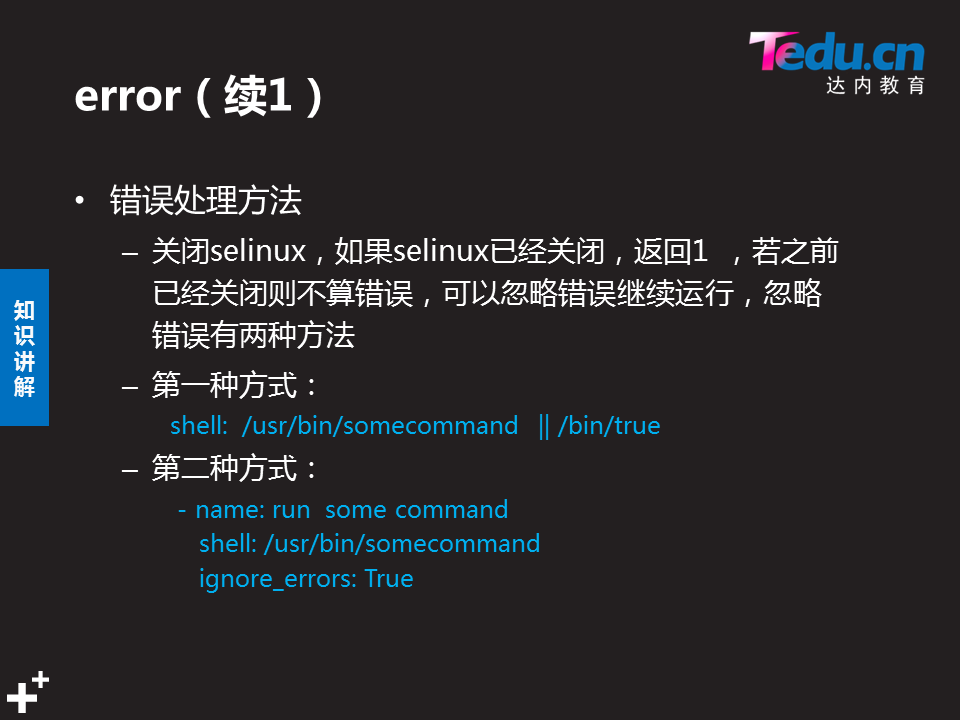 Tedu.cn
达内教育
error（续1）
• 错误处理方法
– 关闭selinux，如果selinux已经关闭，返回1 ，若之前
已经关闭则不算错误，可以忽略错误继续运行，忽略
错误有两种方法
– 第一种方式：
shell: /usr/bin/somecommand || /bin/true
– 第二种方式：
- name: run some command
shell: /usr/bin/somecommand
ignore_errors: True
知识讲解